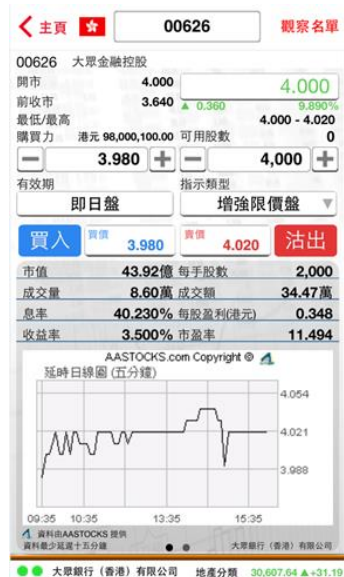 主頁 00626 觀察名單
00626 大眾金融控股
開市 4.000 4.000
前收市 3.640 ▲ 0.360 9.890%
最低/最高 4.000 - 4.020
購買力 港元 98,000,100.00 可用股數 0
3.980 4,000
有效期 指示類型
即日盤 增強限價盤
買入 買價 3.980 賣價 4.020 沽出
市值 43.92億 每手股數 2,000
成交量 8.60萬 成交額 34.47萬
息率 40.230% 每股盈利(港元) 0.348
收益率 3.500% 市盈率 11.494
AASTOCKS.com Copyright ©
延時日線圖 (五分鐘)
4.054
4.021
3.988
09:35 10:35 13:35 15:35
資料由AASTOCKS 提供
資料最少延遲十五分鐘 大眾銀行（香港）有限公司
大眾銀行（香港）有限公司 地產分類 30,607.64 ▲+31.19